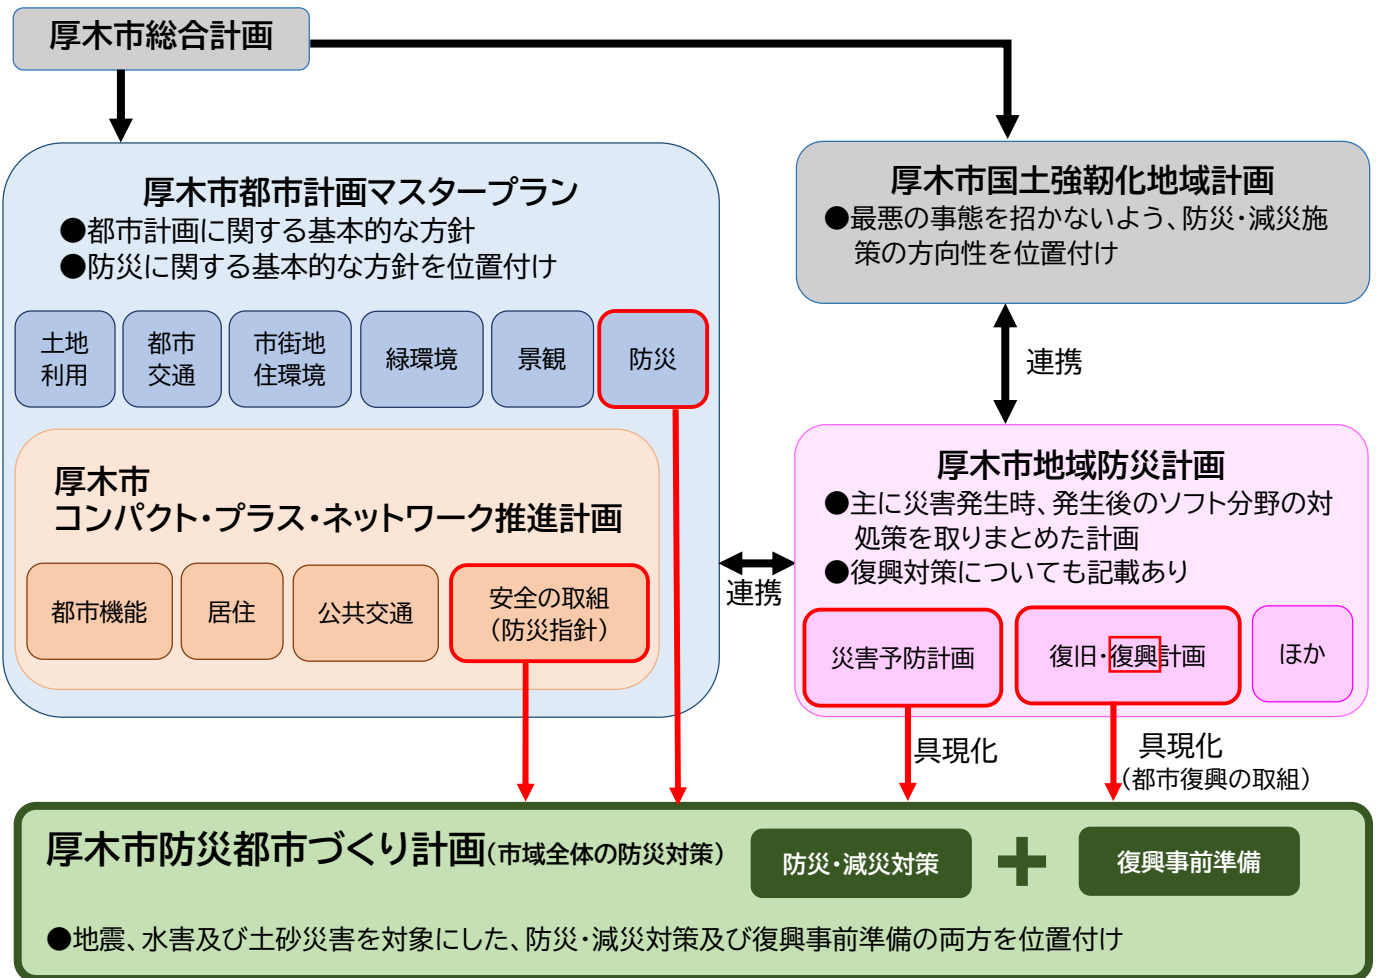 厚木市総合計画
厚木市都市計画マスタープラン
●都市計画に関する基本的な方針
●防災に関する基本的な方針を位置付け
土地
利用
都市
交通
市街地
住環境
緑環境
景観
防災
厚木市
コンパクト・プラス・ネットワーク推進計画
都市機能
居住
公共交通
安全の取組
（防災指針）
厚木市国土強靭化地域計画
●最悪の事態を招かないよう、防災・減災施
策の方向性を位置付け
連携
厚木市地域防災計画
●主に災害発生時、発生後のソフト分野の対
処策を取りまとめた計画
●復興対策についても記載あり
連携
災害予防計画
復旧・復興計画
ほか
具現化
具現化
（都市復興の取組）
厚木市防災都市づくり計画（市域全体の防災対策）
防災・減災対策
＋
復興事前準備
●地震、水害及び土砂災害を対象にした、防災・減災対策及び復興事前準備の両方を位置付け